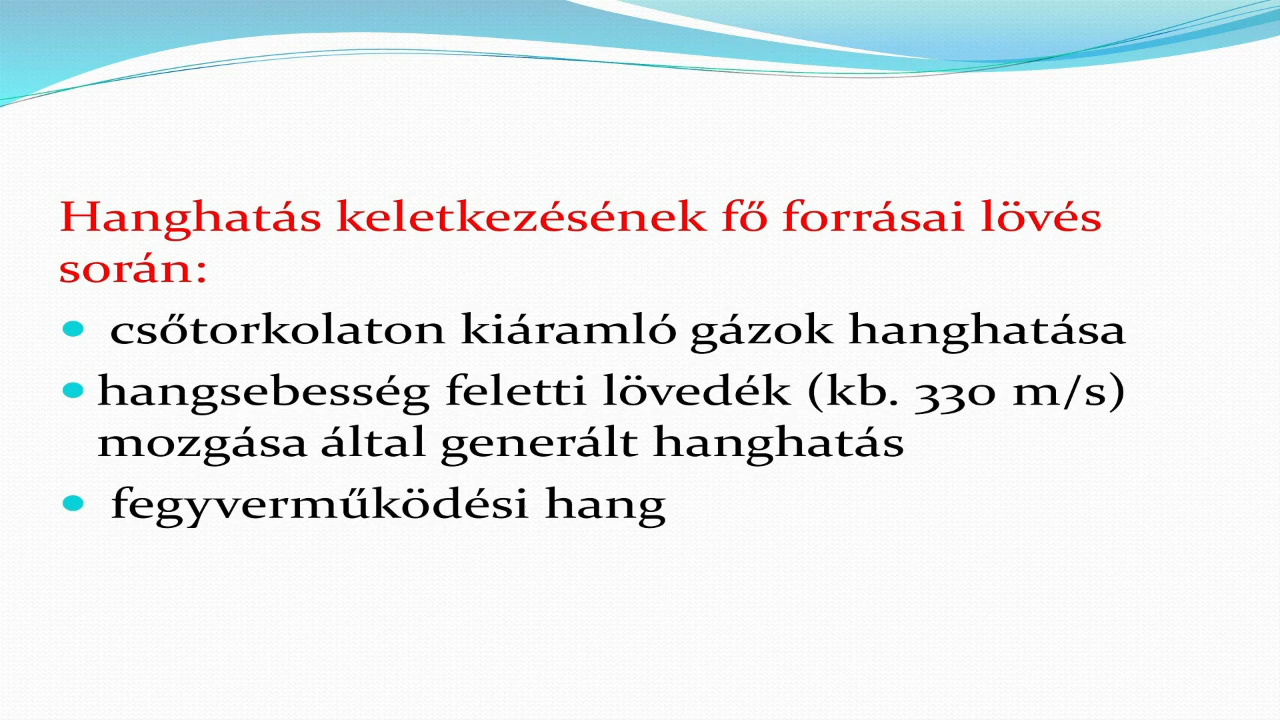 Hanghatás keletkezésének fő forrásai lövés
során:
• csőtorkolaton kiáramló gázok hanghatása
• hangsebesség feletti lövedék (kb. 330 m/s)
mozgása által generált hanghatás
• fegyverműködési hang